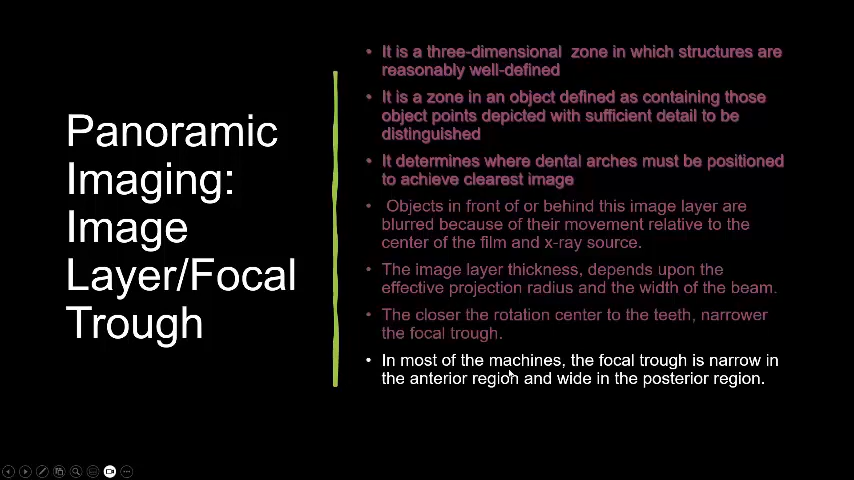 Panoramic
Imaging:
Image
Layer/Focal
Trough
• It is a three-dimensional  zone in which structures are
reasonably well-defined
• It is a zone in an object defined as containing those
object points depicted with sufficient detail to be
distinguished
• It determines where dental arches must be positioned
to achieve clearest image
• Objects in front of or behind this image layer are
blurred because of their movement relative to the
center of the film and x-ray source.
• The image layer thickness, depends upon the
effective projection radius and the width of the beam.
• The closer the rotation center to the teeth, narrower
the focal trough.
• In most of the machines, the focal trough is narrow in
the anterior region and wide in the posterior region.